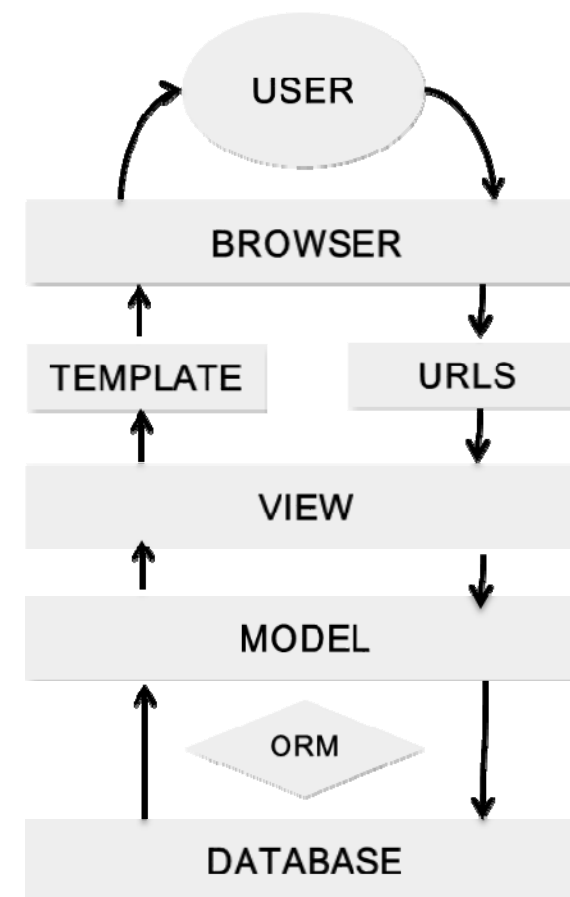 USER
BROWSER
TEMPLATE
URLS
VIEW
MODEL
ORM
DATABASE